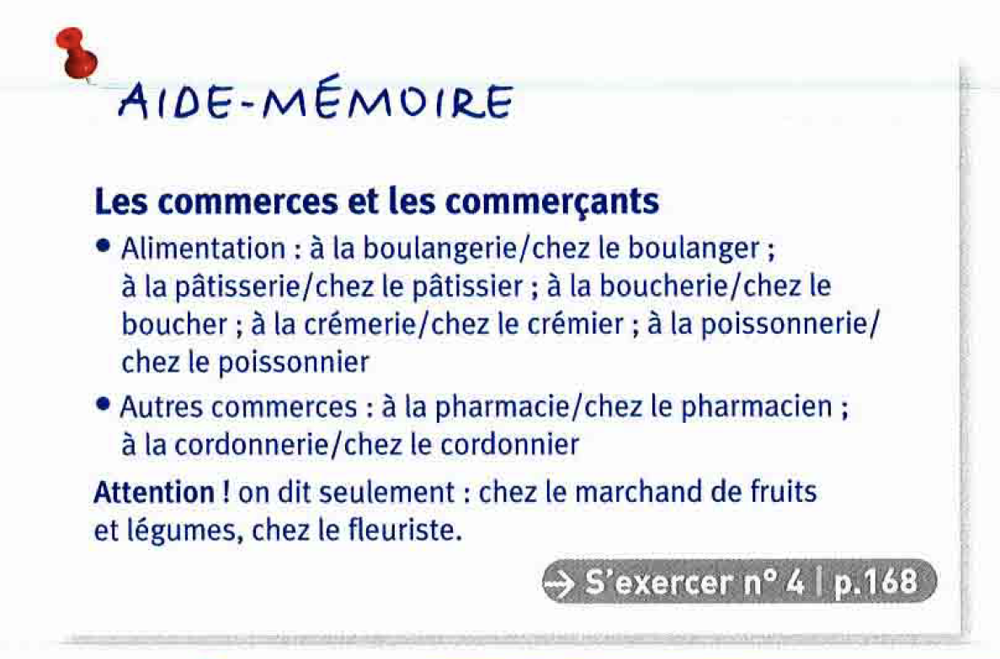 AIDE-MÉMOIRE
Les commerces et les commerçants
• Alimentation : à la boulangerie/chez le boulanger ;
à la pâtisserie/chez le pâtissier ; à la boucherie/chez le
boucher ; à la crémerie/chez le crémier ; à la poissonnerie/
chez le poissonnier
• Autres commerces : à la pharmacie/chez le pharmacien ;
à la cordonnerie/chez le cordonnier
Attention ! on dit seulement : chez le marchand de fruits
et légumes, chez le fleuriste.
→ S'exercer n° 4 | p.168